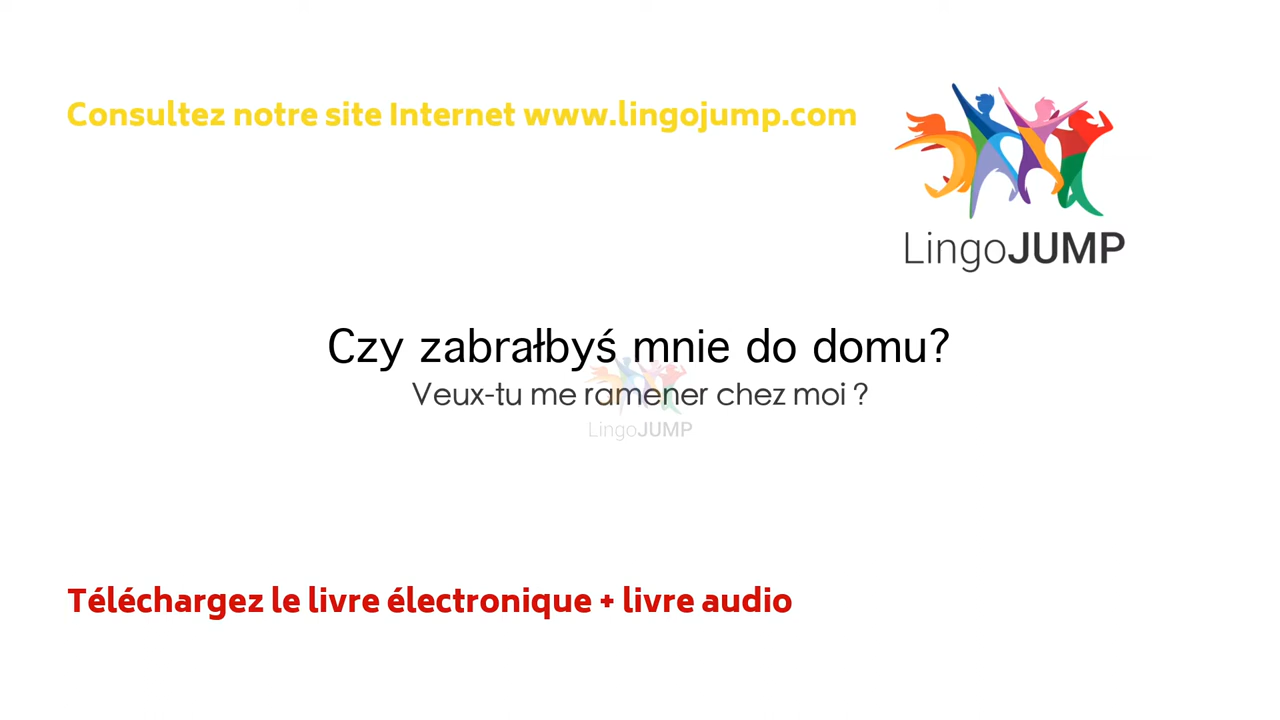 Consultez notre site Internet www.lingojump.com
LingoJUMP
Czy zabrałbyś mnie do domu?
Veux-tu me ramener chez moi ?
LingoJUMP
Téléchargez le livre électronique + livre audio